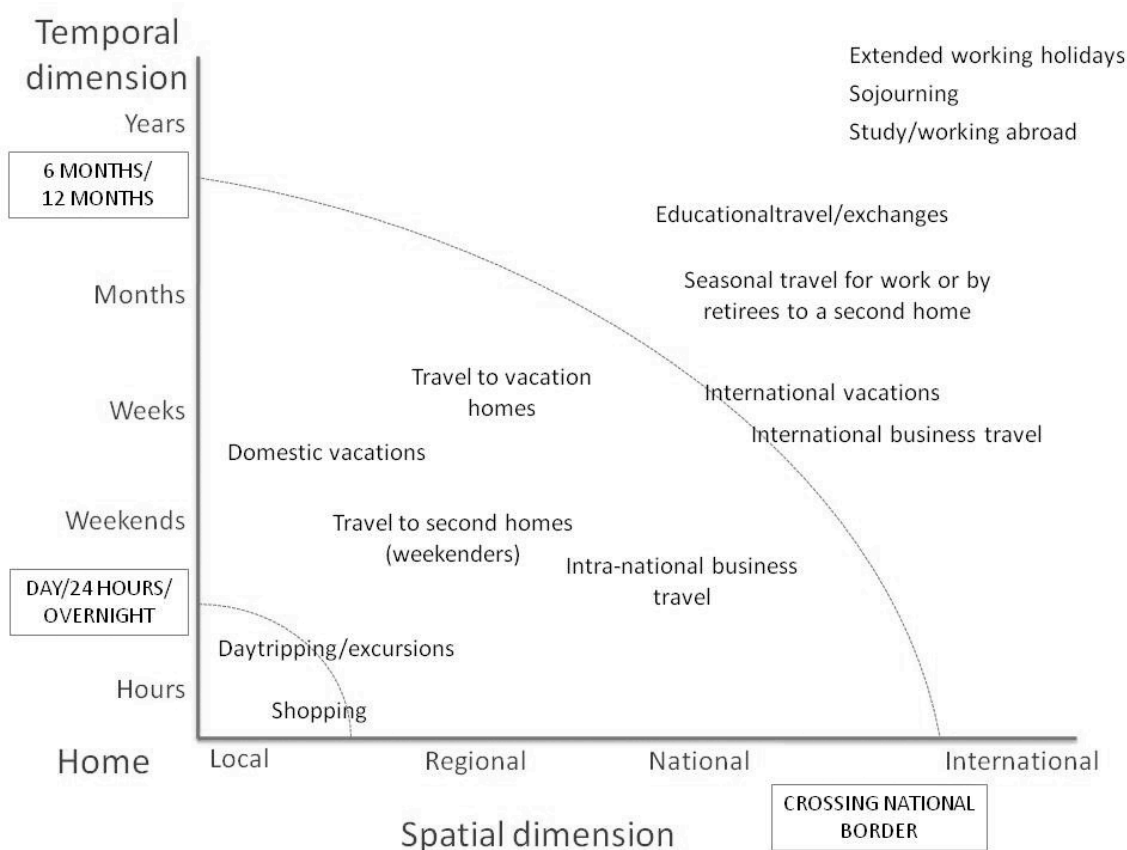 Temporal
dimension
Extended working holidays
Sojourning
Years
Study/working abroad
6 MONTHS/
12 MONTHS
Educationaltravel/exchanges
Months
Seasonal travel for work or by
retirees to a second home
Travel to vacation
homes
International vacations
Weeks
International business travel
Domestic vacations
Weekends
Travel to second homes
(weekenders)
Intra-national business
travel
DAY/24 HOURS/
OVERNIGHT
Daytripping/excursions
Hours
Shopping
Home
Local
Regional
National
International
CROSSING NATIONAL
BORDER
Spatial dimension